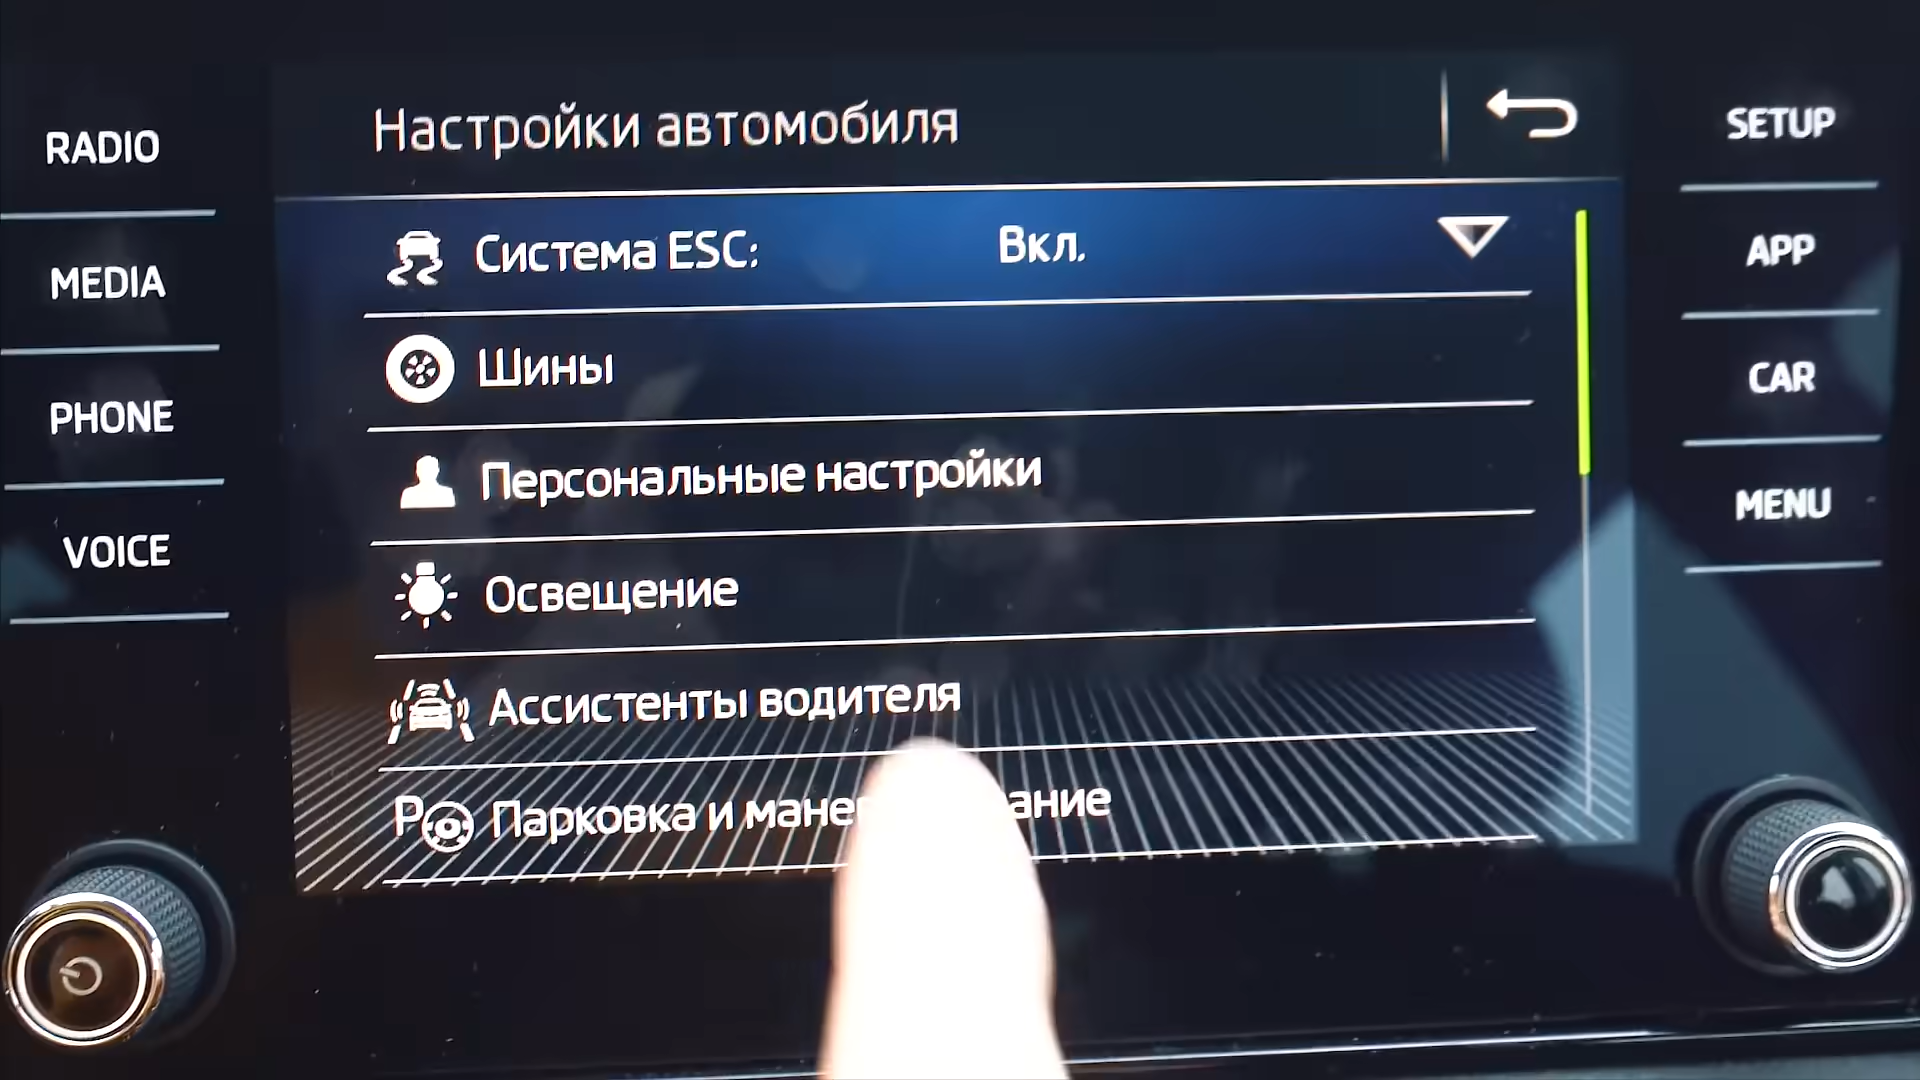 RADIO
MEDIA
PHONE
VOICE
Настройки автомобиля
Система ESC: Вкл.
Шины
Персональные настройки
Освещение
Ассистенты водителя
P Парковка и
SETUP
APP
CAR
MENU